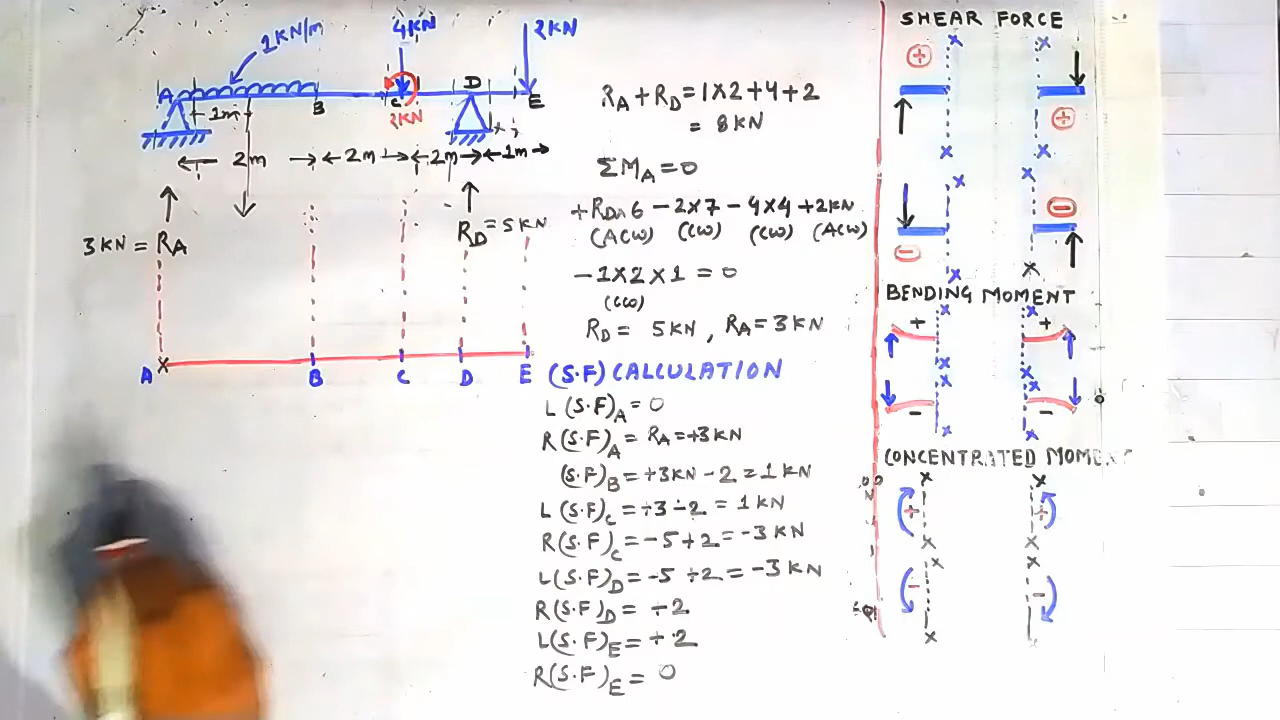 2KN/m
4KN
2KN
A
B
C
D
E
1m
2KN
2m
2m
2m
1m
3KN = RA
RD = 5KN
A
B
C
D
E
RA + RD = 1×2+4+2
= 8KN
ΣMA = 0
+RD×6 - 2×7 - 4×4 +2KN
(ACW) (CW) (CW) (ACW)
- 1×2×1 = 0
(CW)
RD = 5KN, RA = 3KN
(S.F) CALCULATION
L (S.F)A = 0
R (S.F)A = RA = +3KN
(S.F)B = +3KN - 2 = 1KN
L (S.F)C = +3 -2 = 1KN
R(S.F)C = -5 +2 = -3KN
L(S.F)D = -5 +2 = -3KN
R(S.F)D = +2
L(S.F)E = +2
R(S.F)E = 0
SHEAR FORCE
+
+
-
-
BENDING MOMENT
+ +
- -
CONCENTRATED MOMENT
+ +
- -